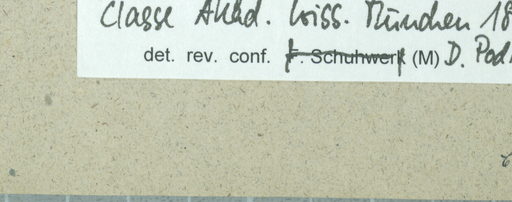 Classe Akad. Wiss. München 18
det. rev. conf. F. Schuhwerk (M) D. Pod